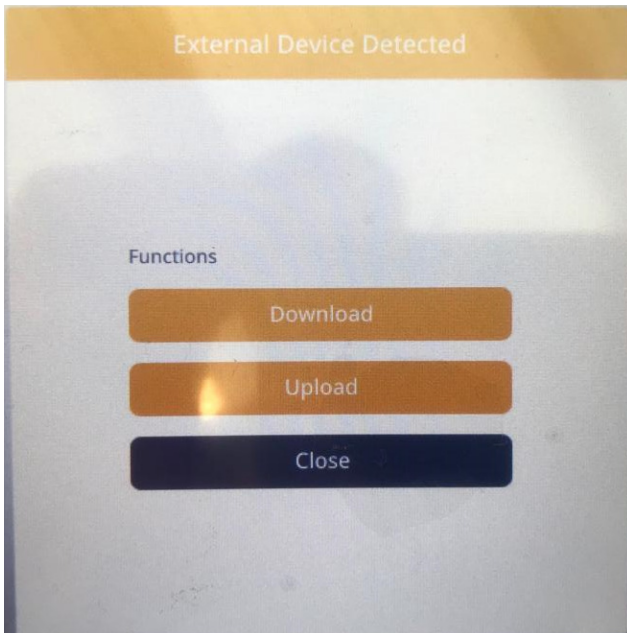 External Device Detected
Functions
Download
Upload
Close